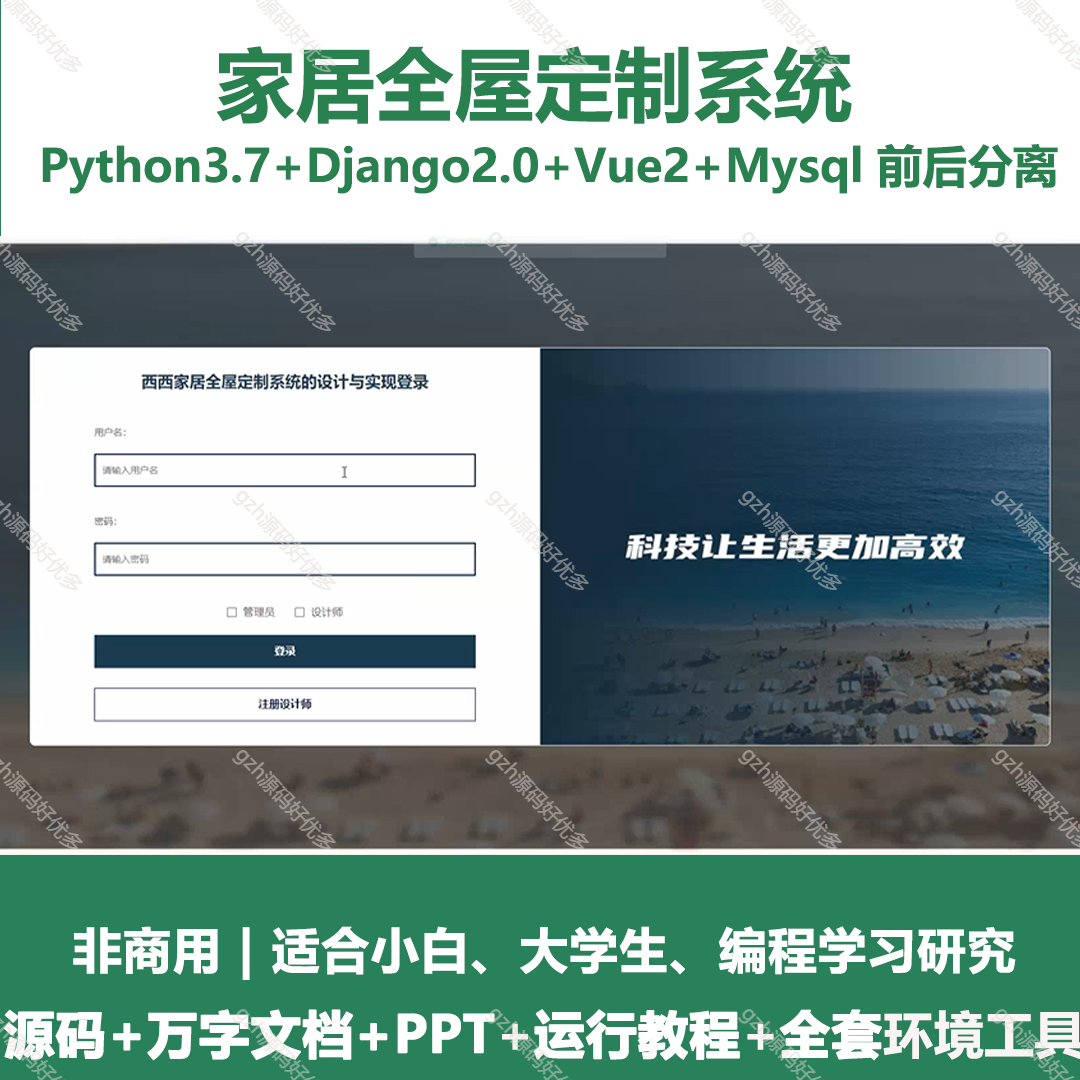 家居全屋定制系统
Python3.7+Django2.0+Vue2+Mysql 前后分离
西西家居全屋定制系统的设计与实现登录
用户名：
请输入用户名
密码：
请输入密码
管理员 设计师
登录
注册设计师
科技让生活更加高效
非商用｜适合小白、大学生、编程学习研究
源码+万字文档+PPT+运行教程+全套环境工具
gzh源码好优多